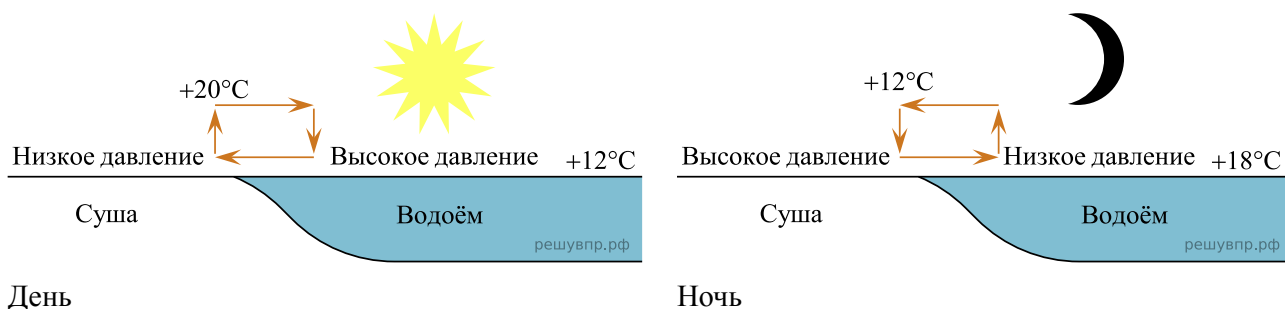 +20°C
Низкое давление
Высокое давление
+12°C
Суша
Водоём
решувпр.рф
День
+12°C
Высокое давление
Низкое давление
+18°C
Суша
Водоём
решувпр.рф
Ночь